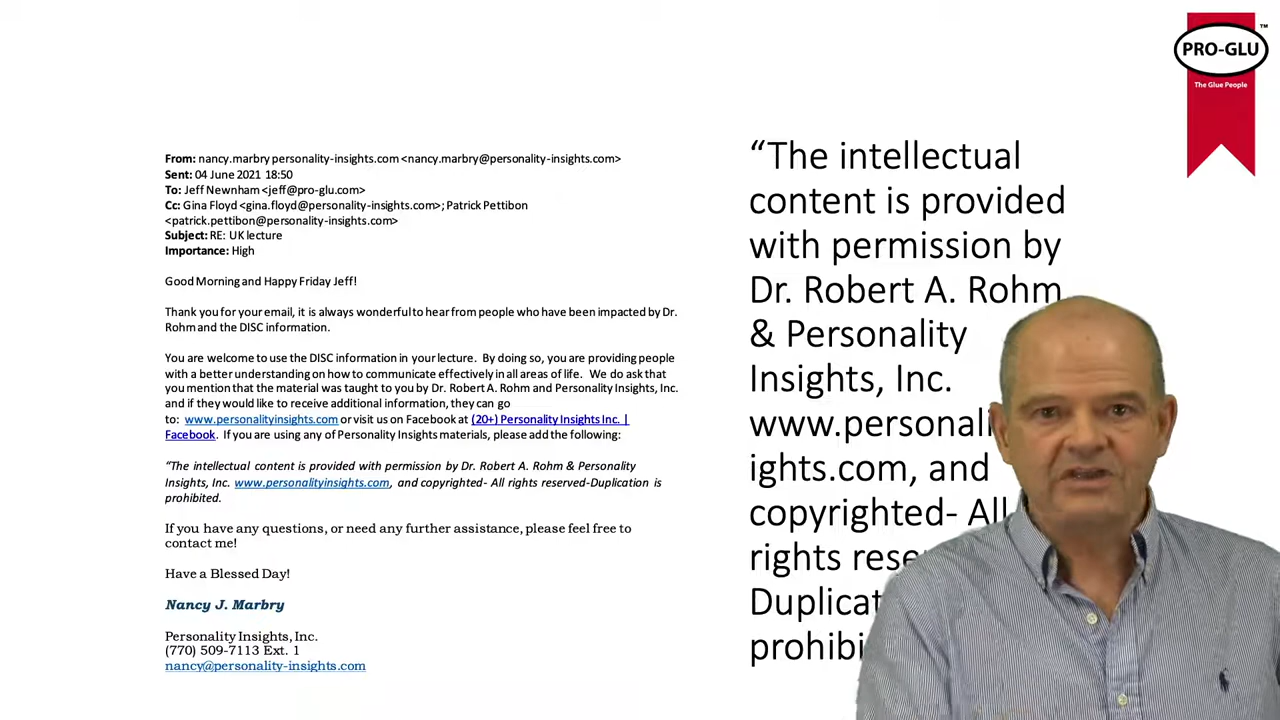 PRO-GLU
™
The Glue People
From: nancy.marbry personality-insights.com <nancy.marbry@personality-insights.com>
Sent: 04 June 2021 18:50
To: Jeff Newnham <jeff@pro-glu.com>
Cc: Gina Floyd <gina.floyd@personality-insights.com>; Patrick Pettibon
<patrick.pettibon@personality-insights.com>
Subject: RE: UK lecture
Importance: High
Good Morning and Happy Friday Jeff!
Thank you for your email, it is always wonderful to hear from people who have been impacted by Dr.
Rohm and the DISC information.
You are welcome to use the DISC information in your lecture. By doing so, you are providing people
with a better understanding on how to communicate effectively in all areas of life. We do ask that
you mention that the material was taught to you by Dr. Robert A. Rohm and Personality Insights, Inc.
and if they would like to receive additional information, they can go
to: www.personalityinsights.com or visit us on Facebook at (20+) Personality Insights Inc. |
Facebook. If you are using any of Personality Insights materials, please add the following:
“The intellectual content is provided with permission by Dr. Robert A. Rohm & Personality
Insights, Inc. www.personalityinsights.com, and copyrighted- All rights reserved-Duplication is
prohibited.
If you have any questions, or need any further assistance, please feel free to
contact me!
Have a Blessed Day!
Nancy J. Marbry
Personality Insights, Inc.
(770) 509-7113 Ext. 1
nancy@personality-insights.com
“The intellectual
content is provided
with permission by
Dr. Robert A. Rohm
& Personality
Insights, Inc.
www.personali
ights.com, and
copyrighted- All
rights rese
Duplicat
prohibi